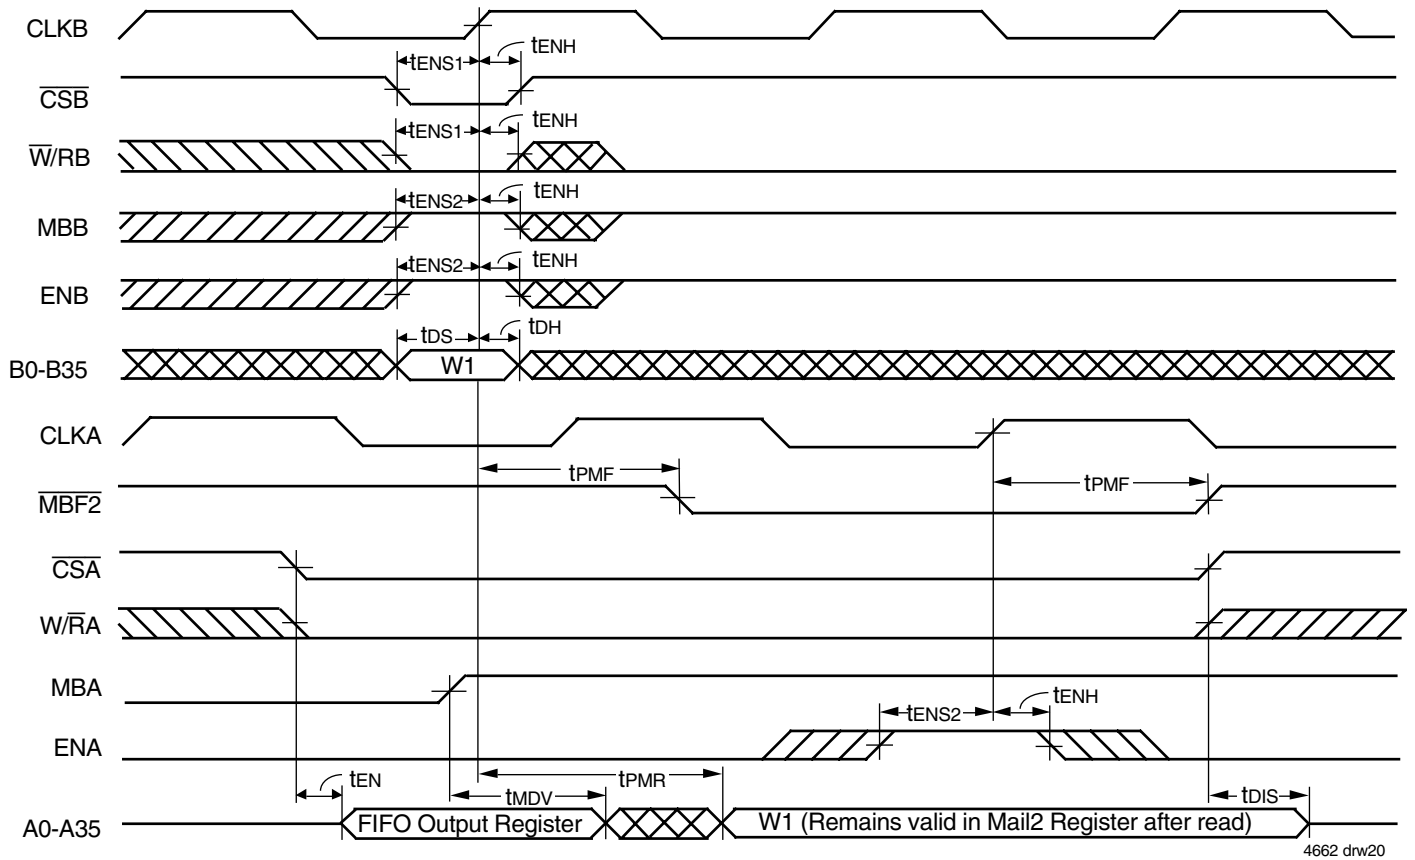 CLKB
tENS1
tENH
CSB
tENS1
tENH
W/RB
tENS2
tENH
MBB
tENS2
tENH
ENB
tDS
tDH
B0-B35
W1
CLKA
tPMF
tPMF
MBF2
CSA
W/RA
MBA
tENS2
tENH
ENA
tEN
tPMR
tMDV
tDIS
A0-A35
FIFO Output Register
W1 (Remains valid in Mail2 Register after read)
4662 drw20